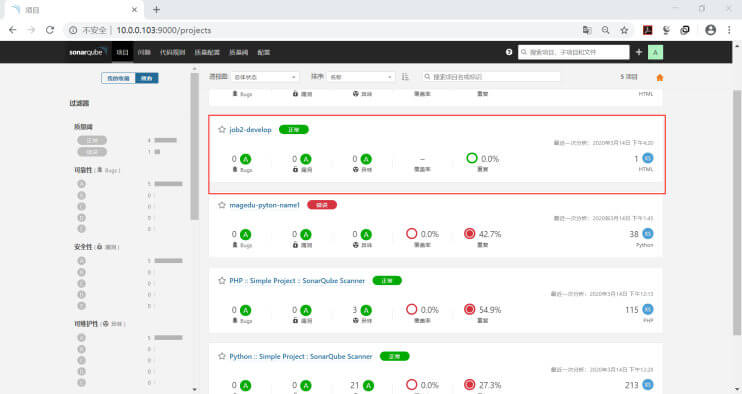 项目
不安全 | 10.0.0.103:9000/projects
sonarqube 项目 问题 代码规则 质量配置 质量阈 配置
搜索项目、子项目和文件
A
我的收藏 所有
透视图: 总体状态 排序: 名称 搜索项目名或标识 5 项目
过滤器
Bugs 漏洞 异味 覆盖率 重复 HTML
质量阈
正常 4
错误 1
可靠性 ( Bugs )
A 5
B 0
C 0
D 0
E 0
安全性 ( 漏洞 )
A 5
B 0
C 0
D 0
E 0
可维护性 ( 异味 )
A 5
B 0
C 0
D 0
E 0
job2-develop 正常
最近一次分析: 2020年3月14日 下午4:20
0 A 0 A 0 A – 0.0% 1 XS
Bugs 漏洞 异味 覆盖率 重复 HTML
magedu-pyton-name1 错误
最近一次分析: 2020年3月14日 下午1:45
0 A 0 A 0 A 0.0% 42.7% 38 XS
Bugs 漏洞 异味 覆盖率 重复 Python
PHP :: Simple Project :: SonarQube Scanner 正常
最近一次分析: 2020年3月14日 下午12:13
0 A 0 A 3 A 0.0% 54.9% 115 XS
Bugs 漏洞 异味 覆盖率 重复 PHP
Python :: Simple Project : SonarQube Scanner 正常
最近一次分析: 2020年3月14日 下午12:20
0 A 0 A 21 A 0.0% 27.3% 213 XS